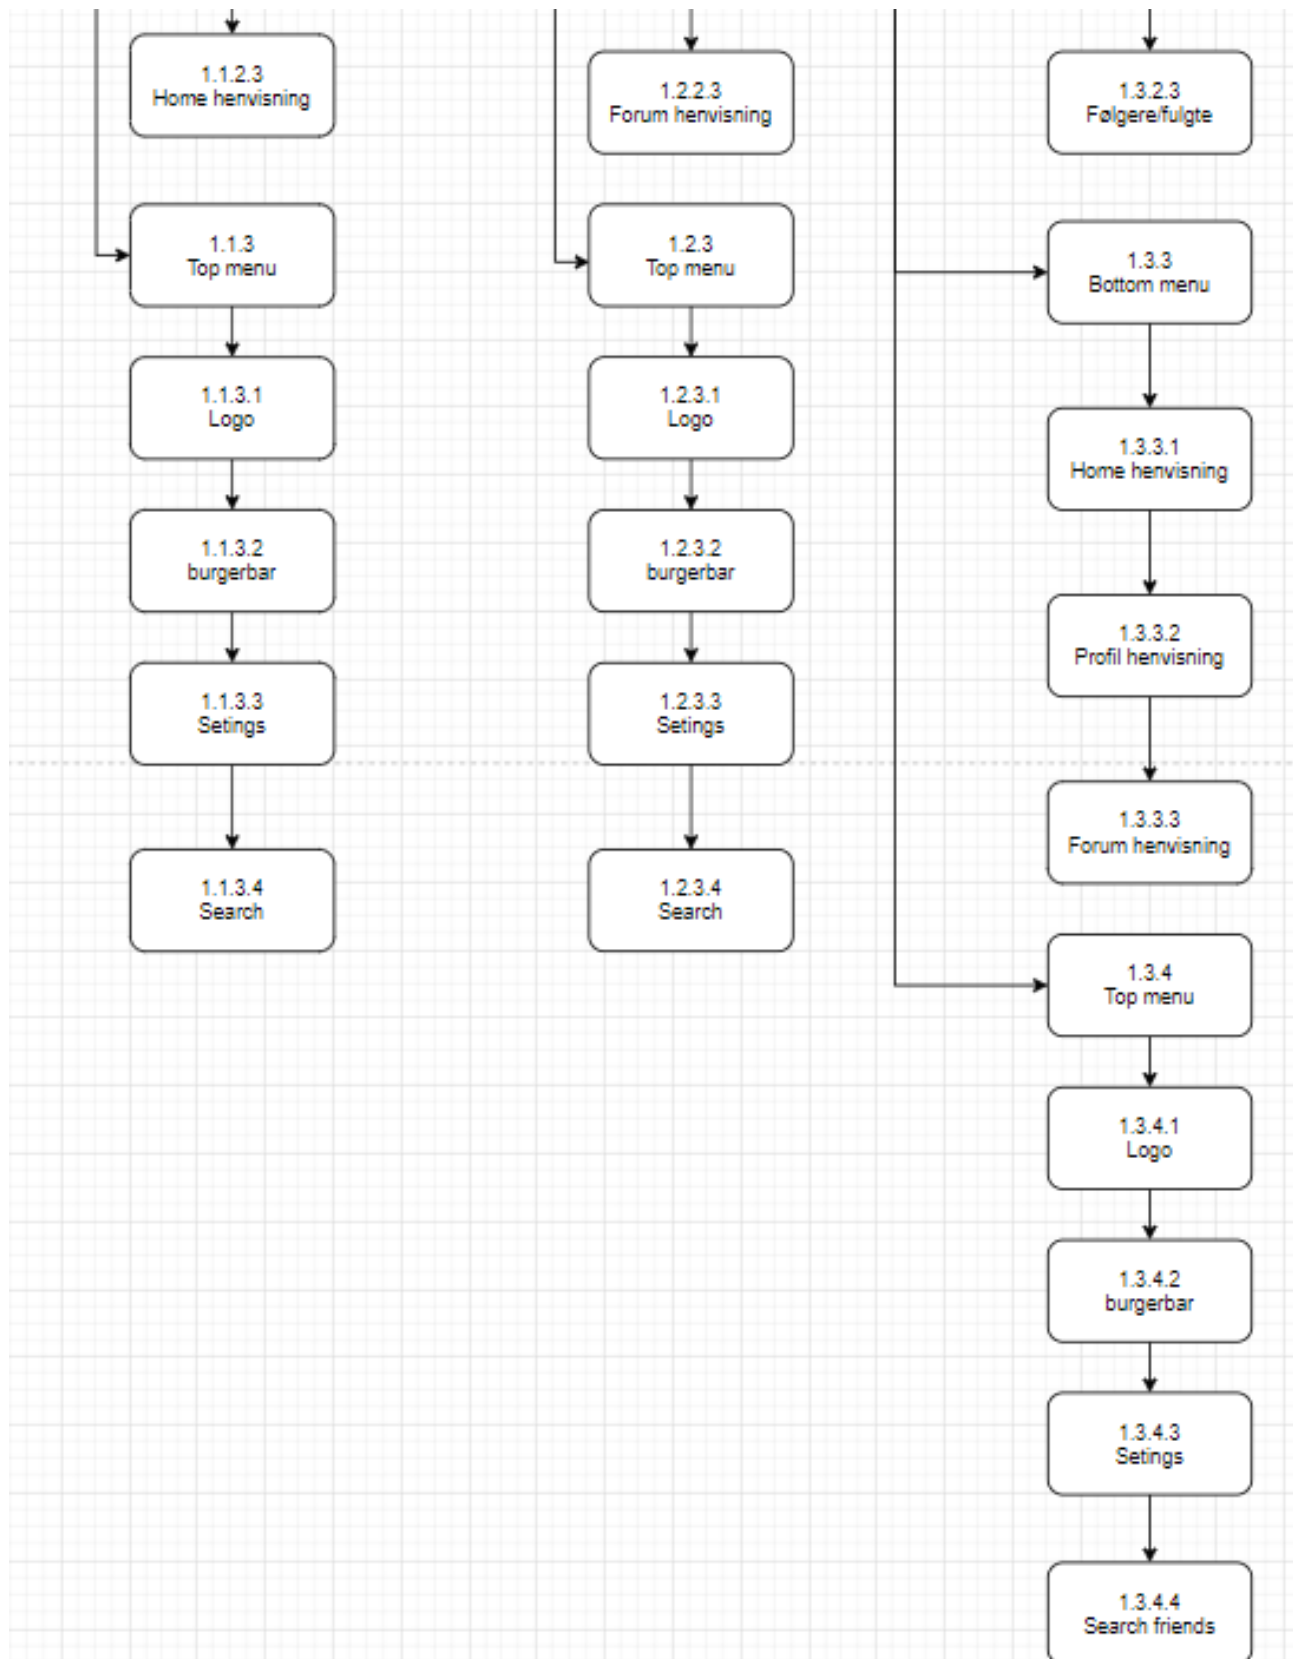 1.1.2.3
Home henvisning
1.1.3
Top menu
1.1.3.1
Logo
1.1.3.2
burgerbar
1.1.3.3
Setings
1.1.3.4
Search
1.2.2.3
Forum henvisning
1.2.3
Top menu
1.2.3.1
Logo
1.2.3.2
burgerbar
1.2.3.3
Setings
1.2.3.4
Search
1.3.2.3
Følgere/fulgte
1.3.3
Bottom menu
1.3.3.1
Home henvisning
1.3.3.2
Profil henvisning
1.3.3.3
Forum henvisning
1.3.4
Top menu
1.3.4.1
Logo
1.3.4.2
burgerbar
1.3.4.3
Setings
1.3.4.4
Search friends